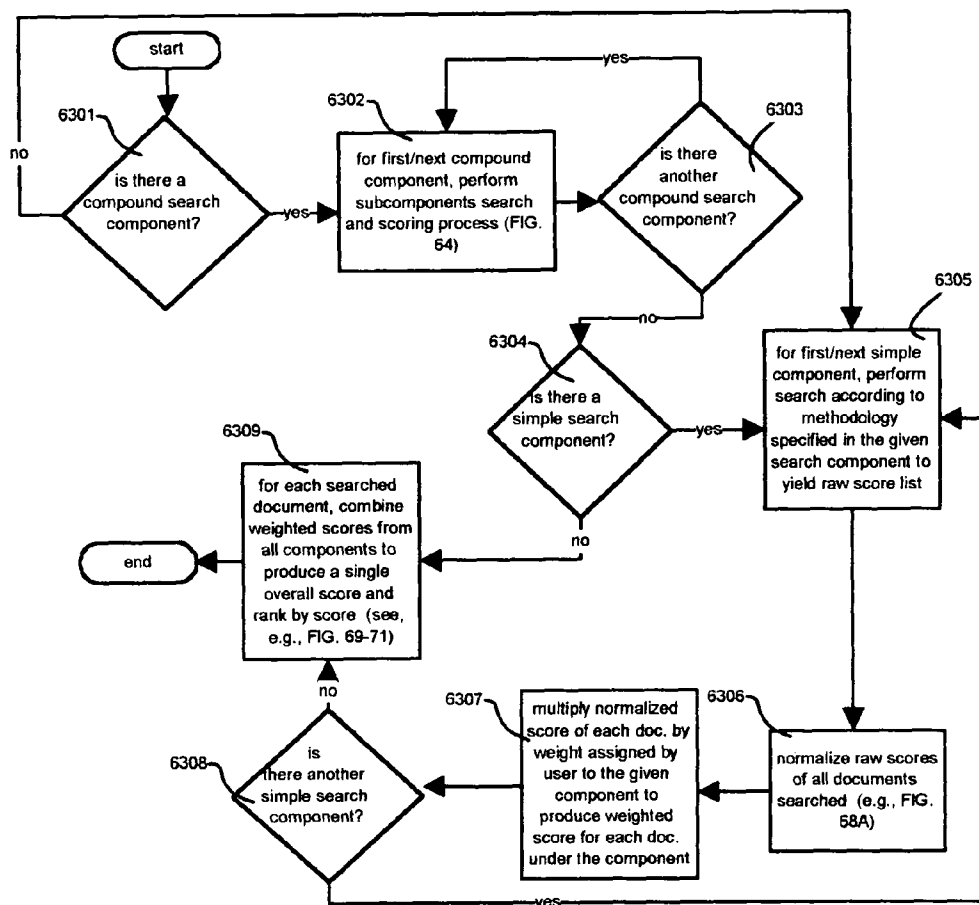 start
6301
is there a
compound search
component?
no
yes
6302
for first/next compound
component, perform
subcomponents search
and scoring process (FIG.
64)
yes
6303
is there
another
compound search
component?
no
6304
Is there a
simple search
component?
yes
no
6305
for first/next simple
component, perform
search according to
methodology
specified in the given
search component to
yield raw score list
6306
normalize raw scores
of all documents
searched (e.g., FIG.
68A)
6307
multiply normalized
score of each doc. by
weight assigned by
user to the given
component to
produce weighted
score for each doc.
under the component
6308
is
there another
simple search
component?
yes
no
6309
for each searched
document, combine
weighted scores from
all components to
produce a single
overall score and
rank by score (see,
e.g., FIG. 69-71)
end